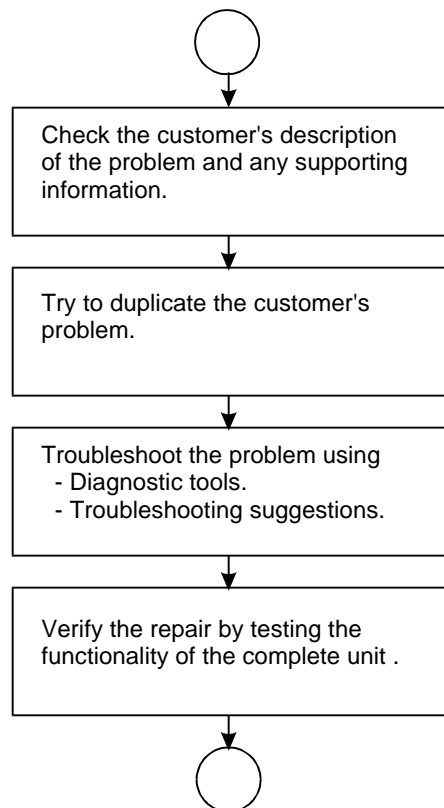 Check the customer's description
of the problem and any supporting
information.
Try to duplicate the customer's
problem.
Troubleshoot the problem using
- Diagnostic tools.
- Troubleshooting suggestions.
Verify the repair by testing the
functionality of the complete unit .